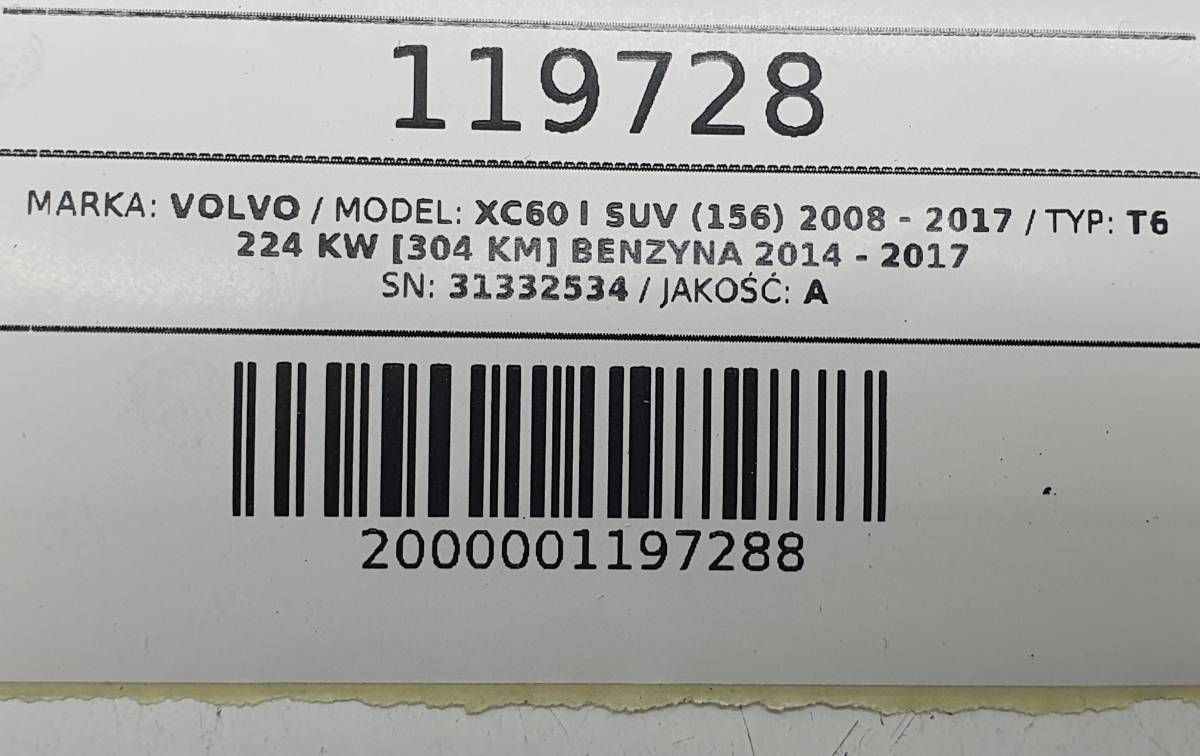 119728
MARKA: VOLVO / MODEL: XC60 I SUV (156) 2008 - 2017 / TYP: T6
224 KW [304 KM] BENZYNA 2014 - 2017
SN: 31332534 / JAKOŚĆ: A
2000001197288